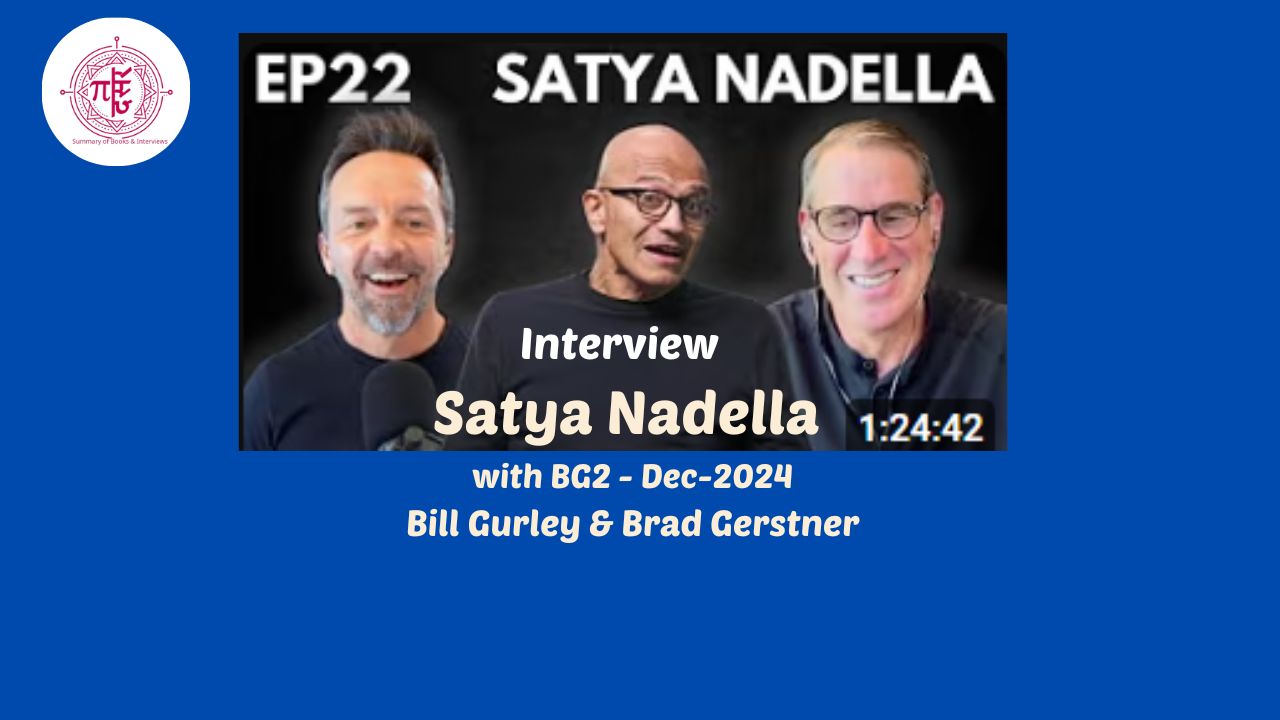 Summary of Books & Interviews
EP22 SATYA NADELLA
Interview
Satya Nadella
1:24:42
with BG2 - Dec-2024
Bill Gurley & Brad Gerstner